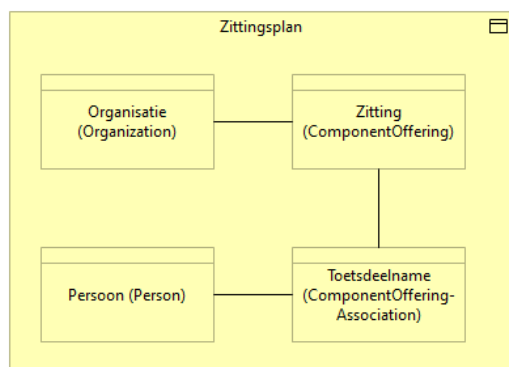 Zittingsplan
Organisatie
(Organization)
Zitting
(ComponentOffering)
Persoon (Person)
Toetsdeelname
(ComponentOffering-
Association)